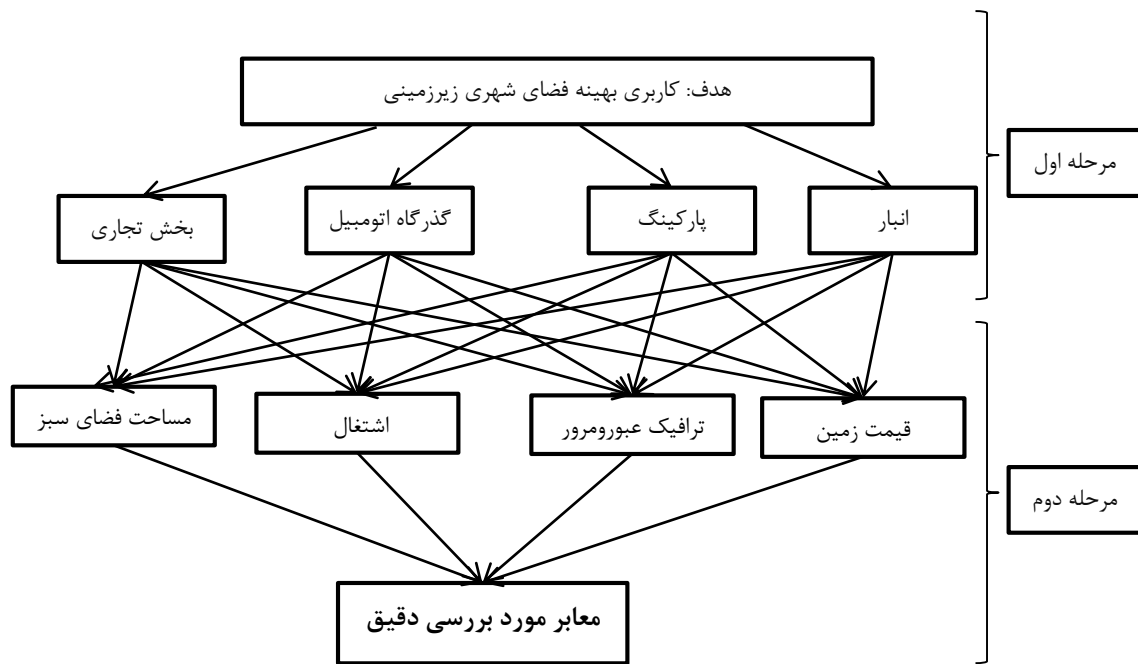 هدف: کاربری بهینه فضای شهری زیرزمینی
مرحله اول
انبار
پارکینگ
گذرگاه اتومبیل
بخش تجاری
قیمت زمین
ترافیک عبورومرور
اشتغال
مساحت فضای سبز
مرحله دوم
معابر مورد بررسی دقیق